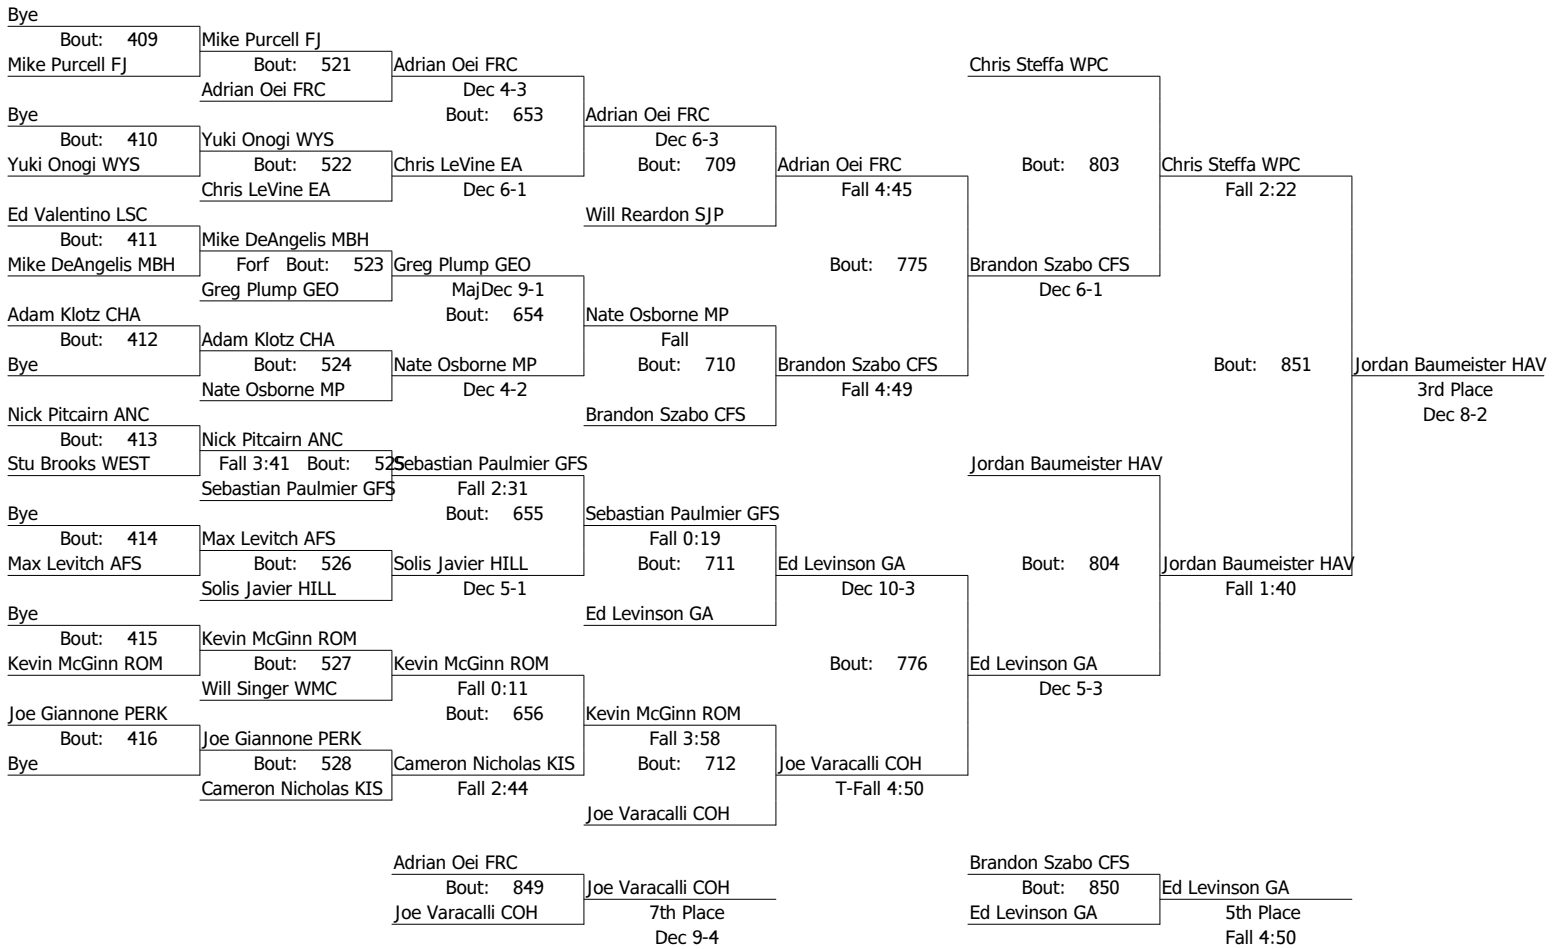 Bye
Bout: 409 Mike Purcell FJ
Mike Purcell FJ Bout: 521 Adrian Oei FRC Chris Steffa WPC
Adrian Oei FRC Dec 4-3
Bye Bout: 653 Adrian Oei FRC
Bout: 410 Yuki Onogi WYS Dec 6-3
Yuki Onogi WYS Bout: 522 Chris LeVine EA Bout: 709 Adrian Oei FRC Bout: 803 Chris Steffa WPC
Chris LeVine EA Dec 6-1 Fall 4:45 Fall 2:22
Ed Valentino LSC Will Reardon SJP
Bout: 411 Mike DeAngelis MBH
Mike DeAngelis MBH Forf Bout: 523 Greg Plump GEO Bout: 775 Brandon Szabo CFS
Greg Plump GEO MajDec 9-1 Dec 6-1
Adam Klotz CHA Bout: 654 Nate Osborne MP
Bout: 412 Adam Klotz CHA Fall
Bye Bout: 524 Nate Osborne MP Bout: 710 Brandon Szabo CFS Bout: 851 Jordan Baumeister HAV
Nate Osborne MP Dec 4-2 Fall 4:49 3rd Place
Nick Pitcairn ANC Brandon Szabo CFS Dec 8-2
Bout: 413 Nick Pitcairn ANC
Stu Brooks WEST Fall 3:41 Bout: 525 Sebastian Paulmier GFS Jordan Baumeister HAV
Sebastian Paulmier GFS Fall 2:31
Bye Bout: 655 Sebastian Paulmier GFS
Bout: 414 Max Levitch AFS Fall 0:19
Max Levitch AFS Bout: 526 Solis Javier HILL Bout: 711 Ed Levinson GA Bout: 804 Jordan Baumeister HAV
Solis Javier HILL Dec 5-1 Dec 10-3 Fall 1:40
Bye Ed Levinson GA
Bout: 415 Kevin McGinn ROM
Kevin McGinn ROM Bout: 527 Kevin McGinn ROM Bout: 776 Ed Levinson GA
Will Singer WMC Fall 0:11 Dec 5-3
Joe Giannone PERK Bout: 656 Kevin McGinn ROM
Bout: 416 Joe Giannone PERK Fall 3:58
Bye Bout: 528 Cameron Nicholas KIS Bout: 712 Joe Varacalli COH
Cameron Nicholas KIS Fall 2:44 T-Fall 4:50
Joe Varacalli COH
Adrian Oei FRC Brandon Szabo CFS
Bout: 849 Joe Varacalli COH Bout: 850 Ed Levinson GA
Joe Varacalli COH 7th Place Ed Levinson GA 5th Place
Dec 9-4 Fall 4:50